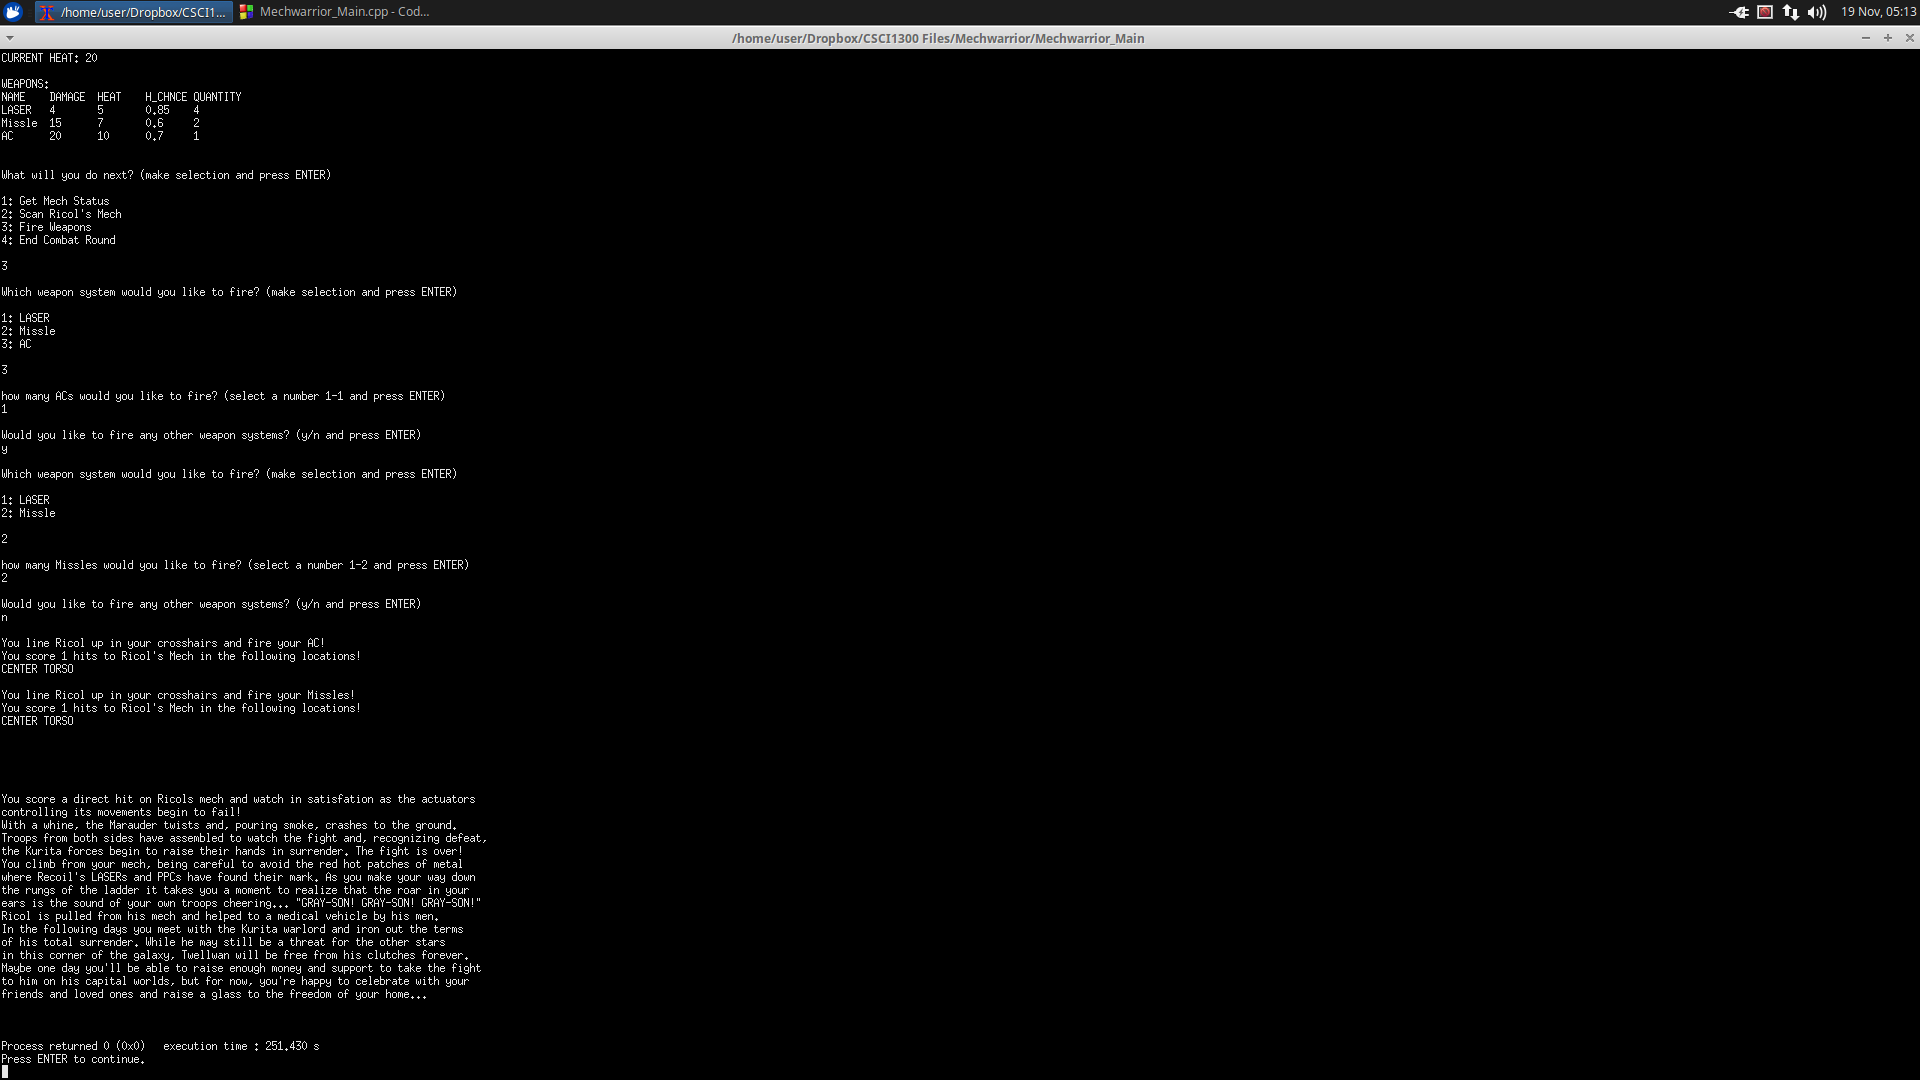 /home/user/Dropbox/CSCI1... Mechwarrior_Main.cpp - Cod... 19 Nov, 05:13
/home/user/Dropbox/CSCI1300 Files/Mechwarrior/Mechwarrior_Main
CURRENT HEAT: 20
WEAPONS:
NAME DAMAGE HEAT H_CHNCE QUANTITY
LASER 4 5 0.85 4
Missle 15 7 0.6 2
AC 20 10 0.7 1
What will you do next? (make selection and press ENTER)
1: Get Mech Status
2: Scan Ricol's Mech
3: Fire Weapons
4: End Combat Round
3
Which weapon system would you like to fire? (make selection and press ENTER)
1: LASER
2: Missle
3: AC
3
how many ACs would you like to fire? (select a number 1-1 and press ENTER)
1
Would you like to fire any other weapon systems? (y/n and press ENTER)
y
Which weapon system would you like to fire? (make selection and press ENTER)
1: LASER
2: Missle
2
how many Missles would you like to fire? (select a number 1-2 and press ENTER)
2
Would you like to fire any other weapon systems? (y/n and press ENTER)
n
You line Ricol up in your crosshairs and fire your AC!
You score 1 hits to Ricol's Mech in the following locations!
CENTER TORSO
You line Ricol up in your crosshairs and fire your Missles!
You score 1 hits to Ricol's Mech in the following locations!
CENTER TORSO
You score a direct hit on Ricols mech and watch in satisfation as the actuators
controlling its movements begin to fail!
With a whine, the Marauder twists and, pouring smoke, crashes to the ground.
Troops from both sides have assembled to watch the fight and, recognizing defeat,
the Kurita forces begin to raise their hands in surrender. The fight is over!
You climb from your mech, being careful to avoid the red hot patches of metal
where Recoil's LASERs and PPCs have found their mark. As you make your way down
the rungs of the ladder it takes you a moment to realize that the roar in your
ears is the sound of your own troops cheering... "GRAY-SON! GRAY-SON! GRAY-SON!"
Ricol is pulled from his mech and helped to a medical vehicle by his men.
In the following days you meet with the Kurita warlord and iron out the terms
of his total surrender. While he may still be a threat for the other stars
in this corner of the galaxy, Twellwan will be free from his clutches forever.
Maybe one day you'll be able to raise enough money and support to take the fight
to him on his capital worlds, but for now, you're happy to celebrate with your
friends and loved ones and raise a glass to the freedom of your home...
Process returned 0 (0x0) execution time : 251.430 s
Press ENTER to continue.